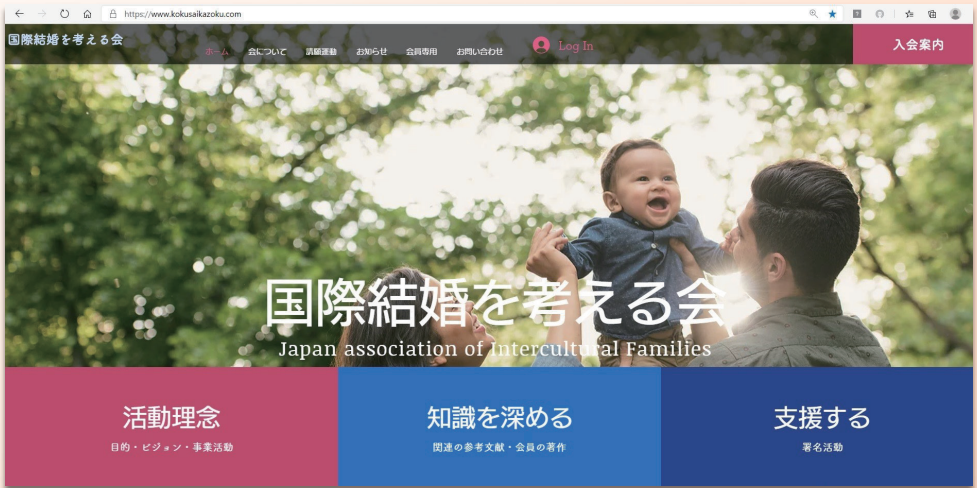 https://www.kokusaikazoku.com
国際結婚を考える会
ホーム 会について 請願運動 お知らせ 会員専用 お問い合わせ Log In
入会案内
国際結婚を考える会
Japan association of Intercultural Families
活動理念
目的・ビジョン・事業活動
知識を深める
関連の参考文献・会員の著作
支援する
署名活動